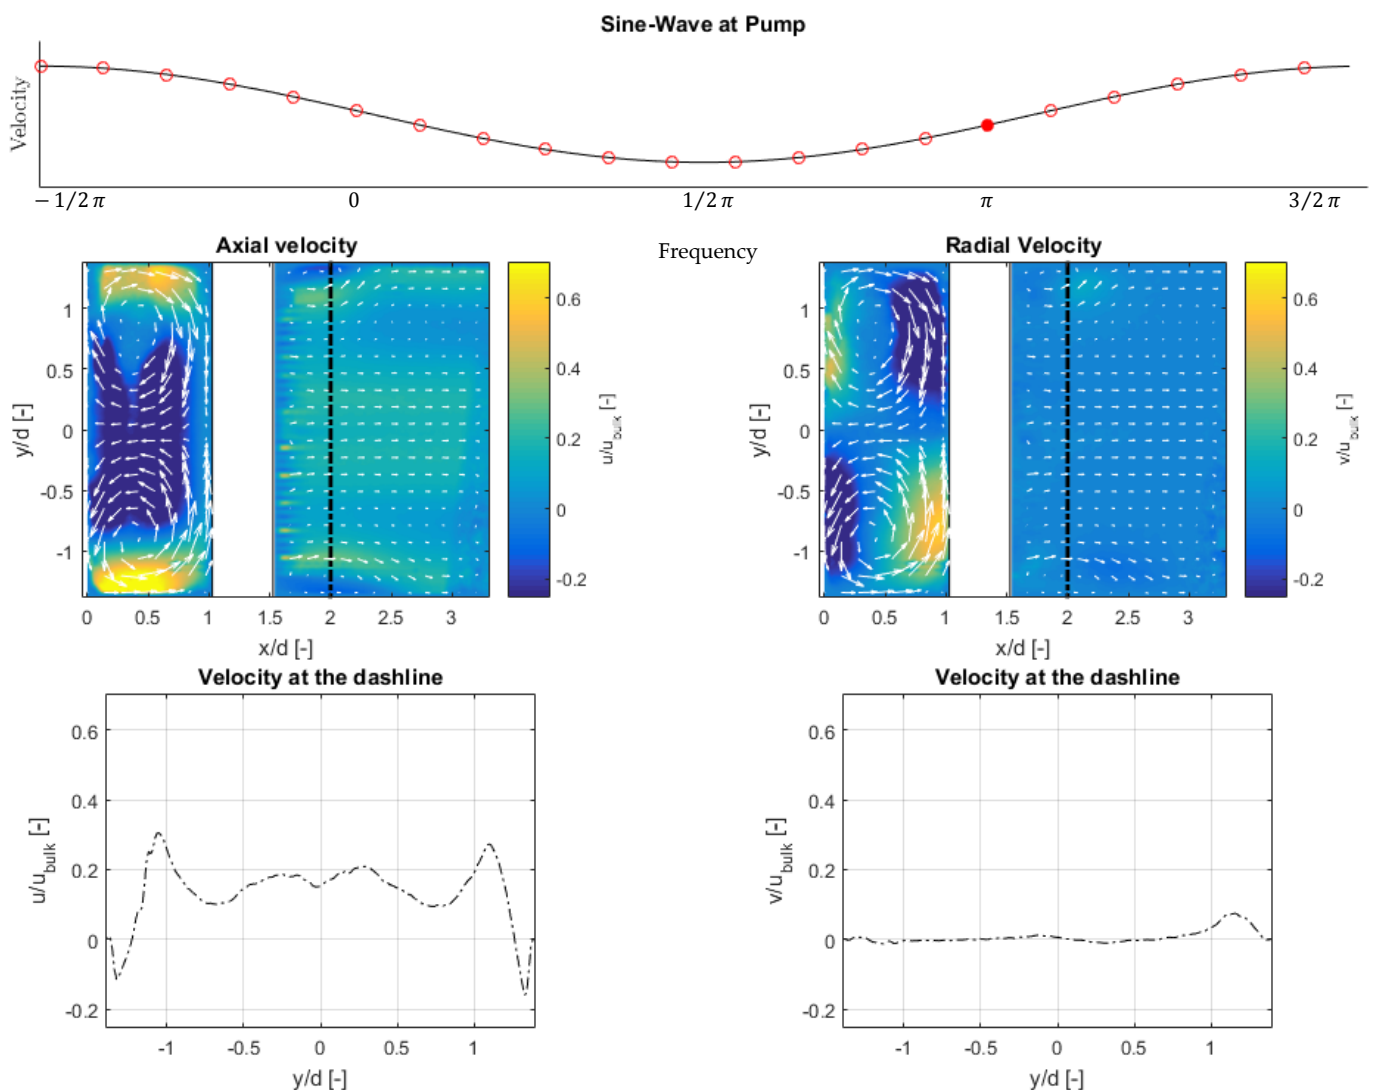 Sine-Wave at Pump
Velocity
− 1/2 π 0 1/2 π π 3/2 π
Frequency
Axial velocity
y/d [-]
1
0.5
0
-0.5
-1
0 0.5 1 1.5 2 2.5 3
x/d [-]
0.6
0.4
0.2
0
-0.2
u/u_bulk [-]
Radial Velocity
y/d [-]
1
0.5
0
-0.5
-1
0 0.5 1 1.5 2 2.5 3
x/d [-]
0.6
0.4
0.2
0
-0.2
v/u_bulk [-]
Velocity at the dashline
u/u_bulk [-]
0.6
0.4
0.2
0
-0.2
-1 -0.5 0 0.5 1
y/d [-]
Velocity at the dashline
v/u_bulk [-]
0.6
0.4
0.2
0
-0.2
-1 -0.5 0 0.5 1
y/d [-]